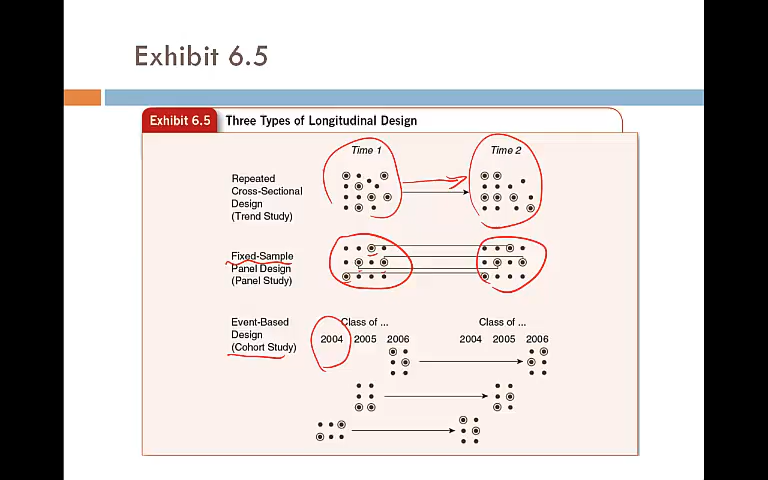 Exhibit 6.5
Exhibit 6.5 Three Types of Longitudinal Design
Time 1 Time 2
Repeated
Cross-Sectional
Design
(Trend Study)
Fixed-Sample
Panel Design
(Panel Study)
Event-Based
Design
(Cohort Study)
Class of ... Class of ...
2004 2005 2006 2004 2005 2006